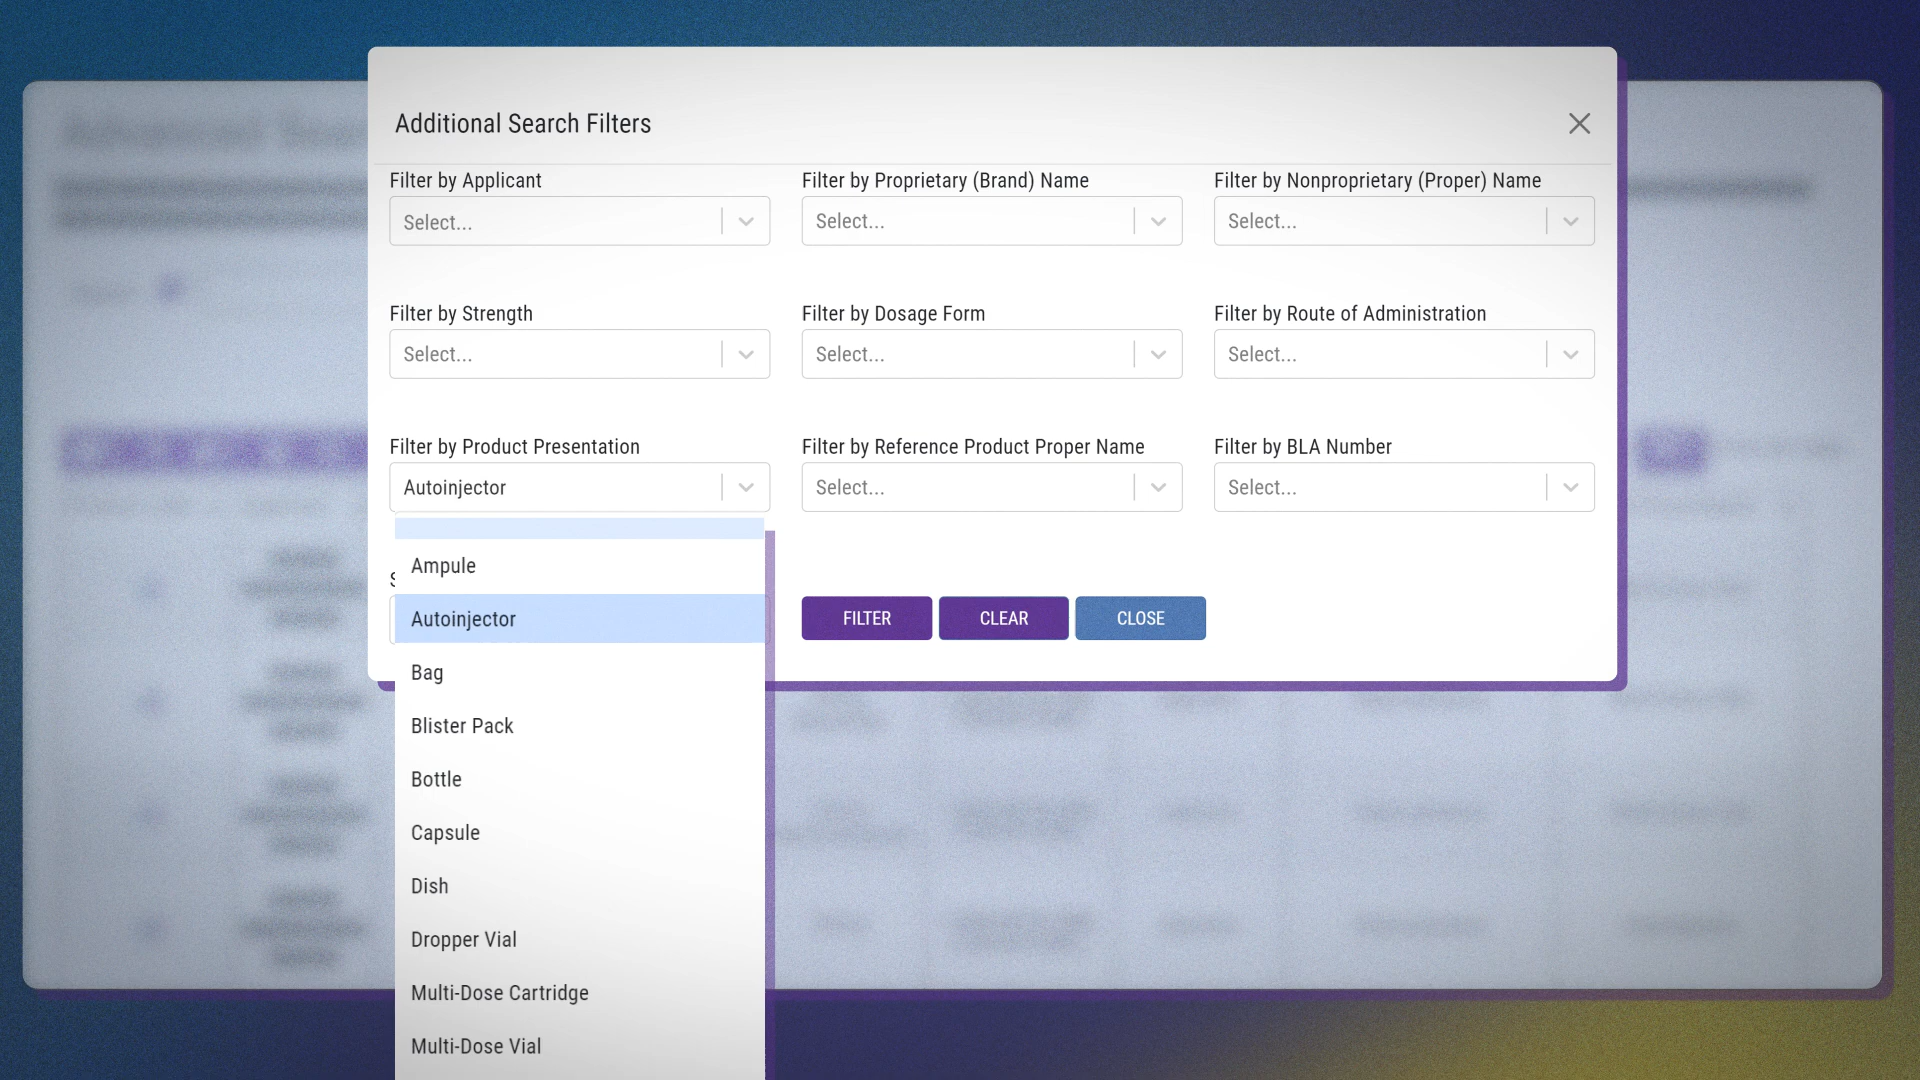 Additional Search Filters
Filter by Applicant
Select...
Filter by Proprietary (Brand) Name
Select...
Filter by Nonproprietary (Proper) Name
Select...
Filter by Strength
Select...
Filter by Dosage Form
Select...
Filter by Route of Administration
Select...
Filter by Product Presentation
Autoinjector
Filter by Reference Product Proper Name
Select...
Filter by BLA Number
Select...
Ampule
Autoinjector
Bag
Blister Pack
Bottle
Capsule
Dish
Dropper Vial
Multi-Dose Cartridge
Multi-Dose Vial
FILTER
CLEAR
CLOSE